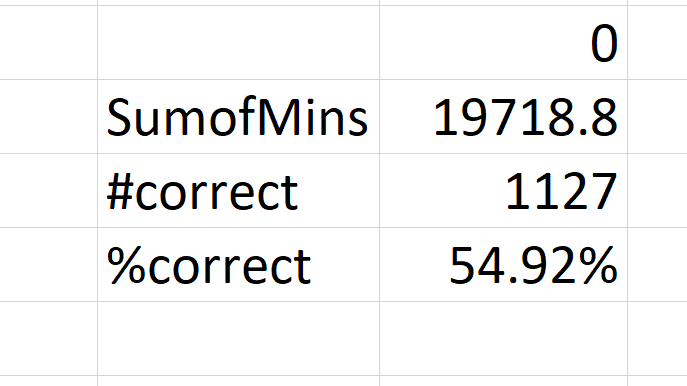 0
SumofMins 19718.8
#correct 1127
%correct 54.92%